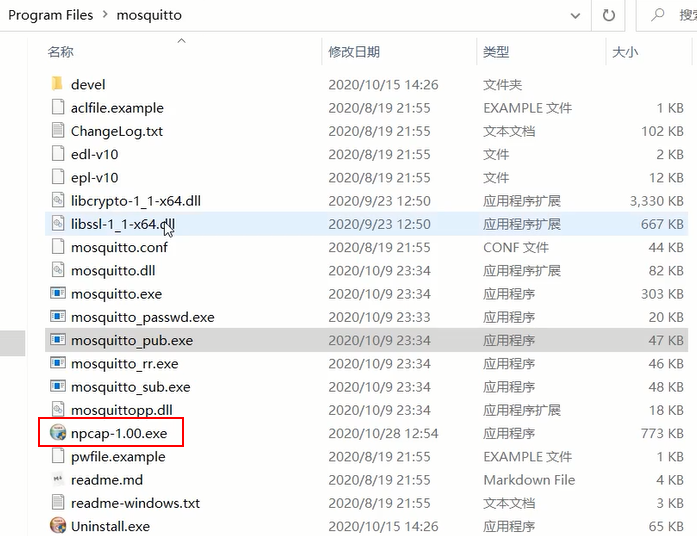 Program Files > mosquitto 搜索
名称 修改日期 类型 大小
devel 2020/10/15 14:26 文件夹
aclfile.example 2020/8/19 21:55 EXAMPLE 文件 1 KB
ChangeLog.txt 2020/8/19 21:55 文本文档 102 KB
edl-v10 2020/8/19 21:55 文件 2 KB
epl-v10 2020/8/19 21:55 文件 12 KB
libcrypto-1_1-x64.dll 2020/9/23 12:50 应用程序扩展 3,330 KB
libssl-1_1-x64.dll 2020/9/23 12:50 应用程序扩展 667 KB
mosquitto.conf 2020/8/19 21:55 CONF 文件 44 KB
mosquitto.dll 2020/10/9 23:34 应用程序扩展 82 KB
mosquitto.exe 2020/10/9 23:34 应用程序 303 KB
mosquitto_passwd.exe 2020/10/9 23:33 应用程序 20 KB
mosquitto_pub.exe 2020/10/9 23:34 应用程序 47 KB
mosquitto_rr.exe 2020/10/9 23:34 应用程序 46 KB
mosquitto_sub.exe 2020/10/9 23:34 应用程序 48 KB
mosquittopp.dll 2020/10/9 23:34 应用程序扩展 18 KB
npcap-1.00.exe 2020/10/28 12:54 应用程序 773 KB
pwfile.example 2020/8/19 21:55 EXAMPLE 文件 1 KB
readme.md 2020/8/19 21:55 Markdown File 4 KB
readme-windows.txt 2020/8/19 21:55 文本文档 3 KB
Uninstall.exe 2020/10/15 14:26 应用程序 65 KB